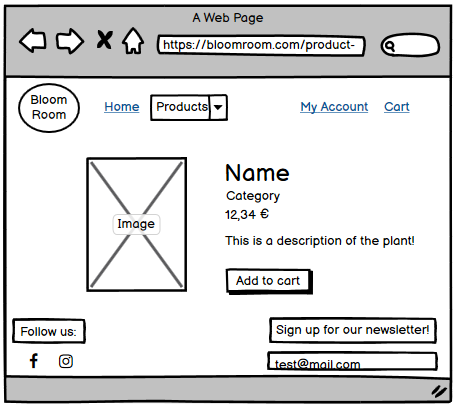 A Web Page
https://bloomroom.com/product-
Bloom
Room
Home
Products
My Account
Cart
Image
Name
Category
12,34 €
This is a description of the plant!
Add to cart
Follow us:
Sign up for our newsletter!
test@mail.com